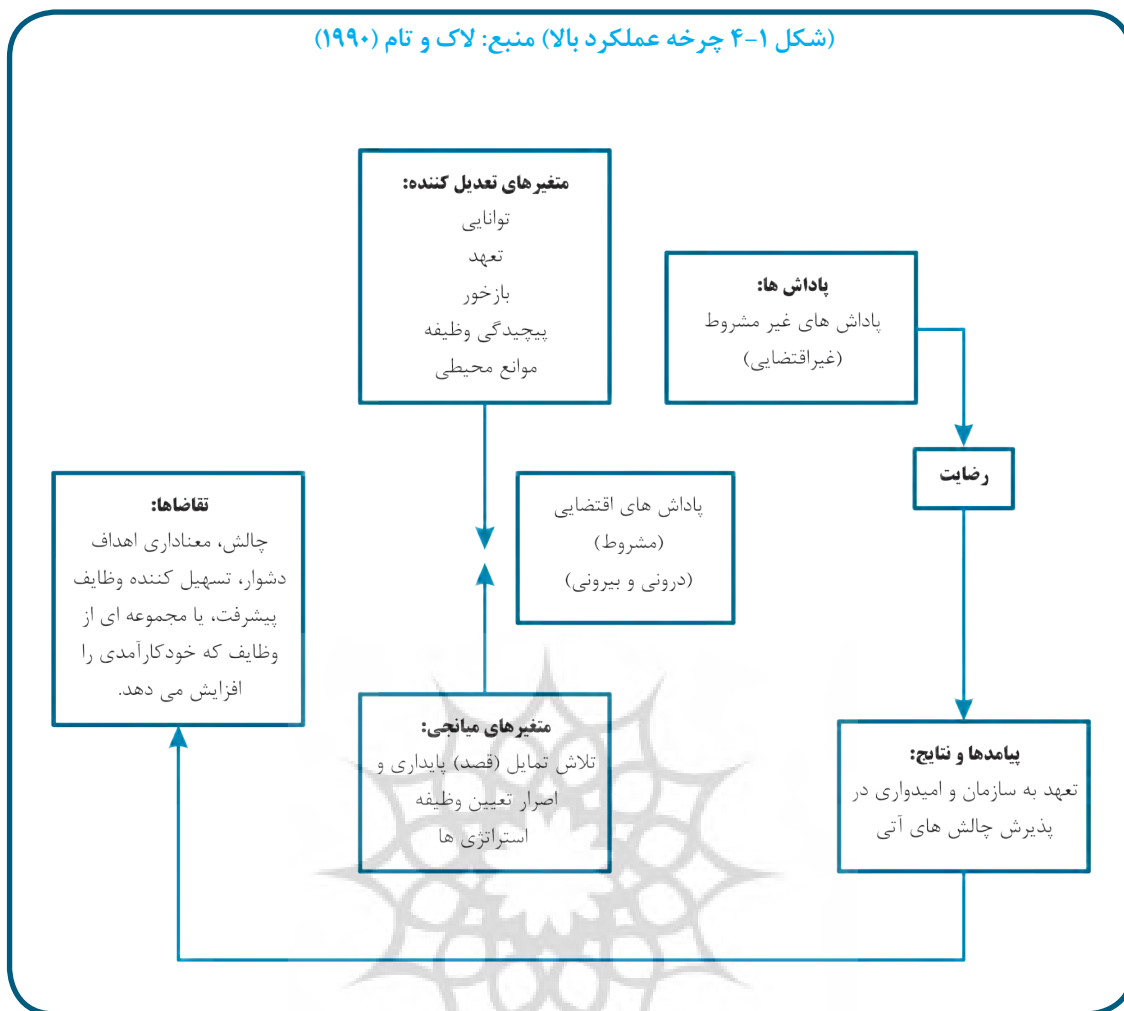 (شکل ۱-۴ چرخه عملکرد بالا) منبع: لاک و تام (۱۹۹۰)
متغیرهای تعدیل کننده:
توانایی
تعهد
بازخور
پیچیدگی وظیفه
موانع محیطی
پاداش ها:
پاداش های غیر مشروط
(غیراقتضایی)
رضایت
پاداش های اقتضایی
(مشروط)
(درونی و بیرونی)
تقاضاها:
چالش، معناداری اهداف
دشوار، تسهیل کننده وظایف
پیشرفت، یا مجموعه ای از
وظایف که خودکارآمدی را
افزایش می دهد.
متغیرهای میانجی:
تلاش تمایل (قصد) پایداری و
اصرار تعیین وظیفه
استراتژی ها
پیامدها و نتایج:
تعهد به سازمان و امیدواری در
پذیرش چالش های آتی